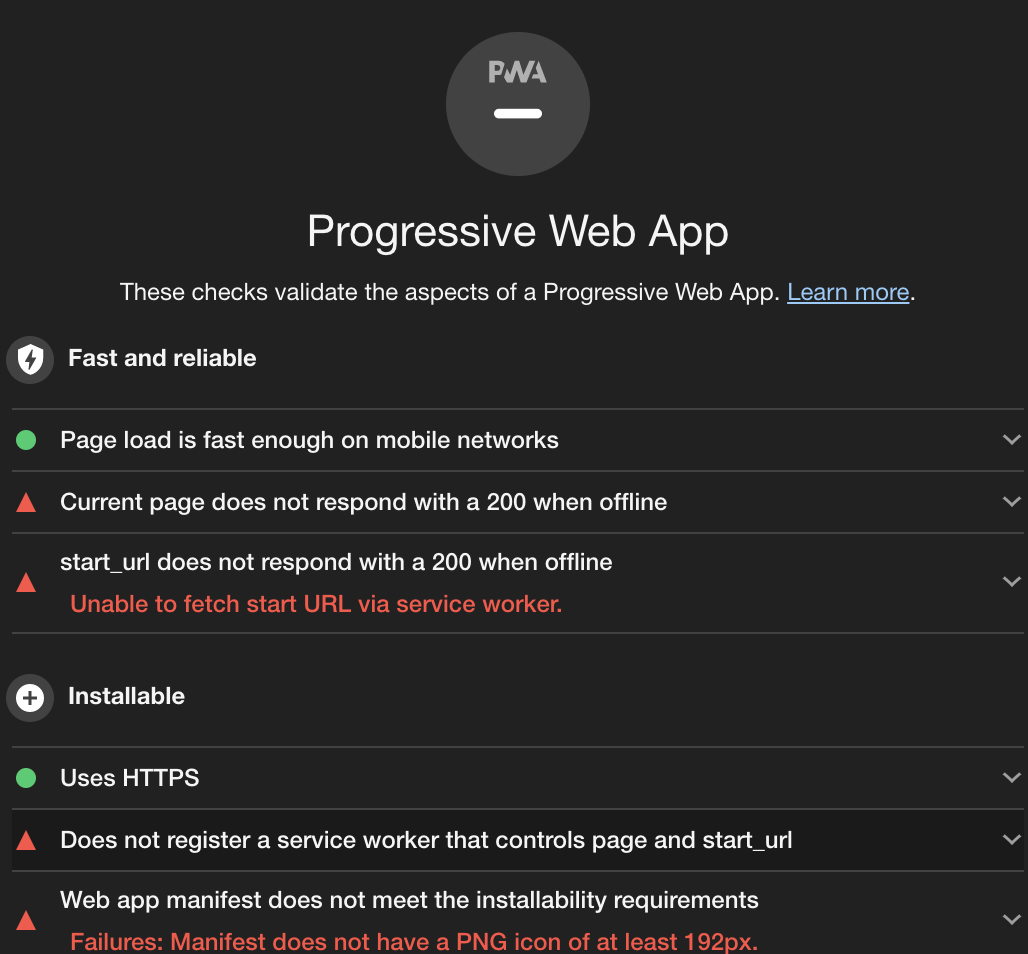 PWA
Progressive Web App
These checks validate the aspects of a Progressive Web App. Learn more.
Fast and reliable
Page load is fast enough on mobile networks
Current page does not respond with a 200 when offline
start_url does not respond with a 200 when offline
Unable to fetch start URL via service worker.
Installable
Uses HTTPS
Does not register a service worker that controls page and start_url
Web app manifest does not meet the installability requirements
Failures: Manifest does not have a PNG icon of at least 192px.